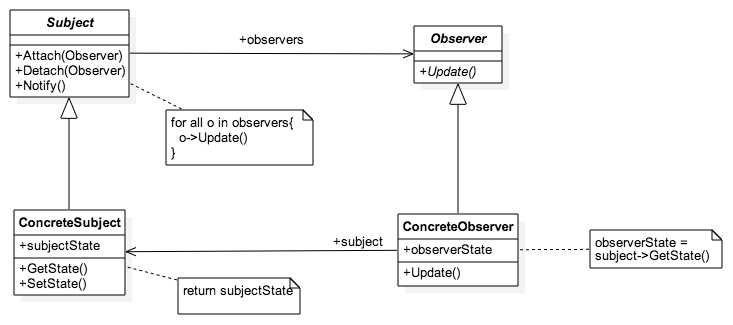 Subject
+Attach(Observer)
+Detach(Observer)
+Notify()
+observers
Observer
+Update()
for all o in observers{
o->Update()
}
ConcreteSubject
+subjectState
+GetState()
+SetState()
return subjectState
+subject
ConcreteObserver
+observerState
+Update()
observerState =
subject->GetState()